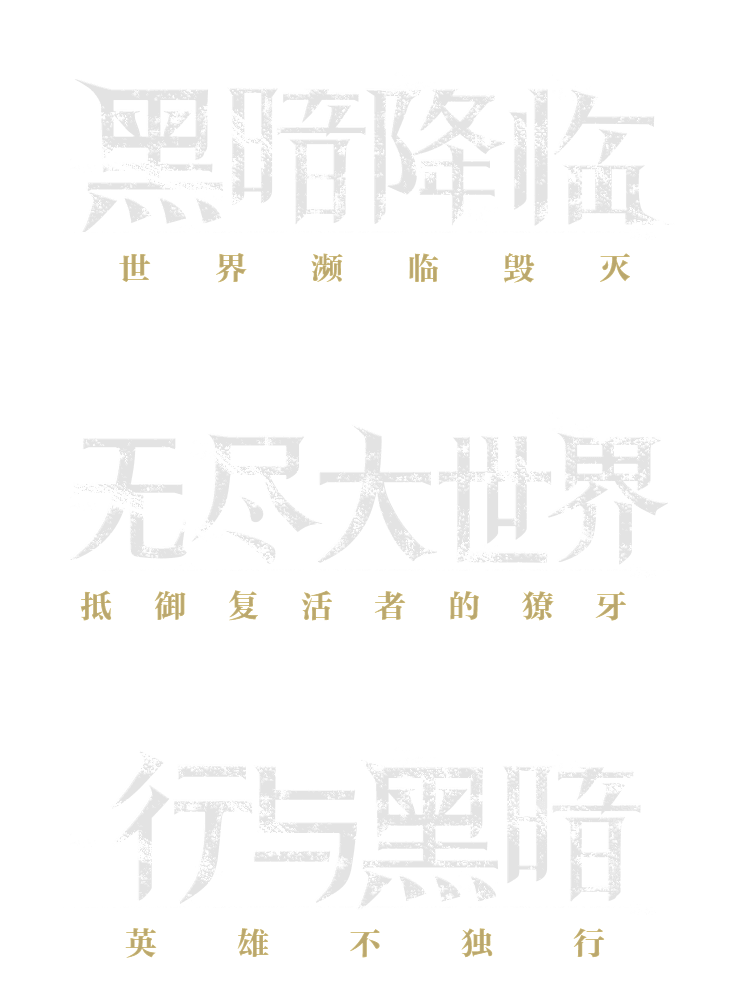 黑暗降临
世界濒临毁灭
无尽大世界
抵御复活者的獠牙
行与黑暗
英雄不独行